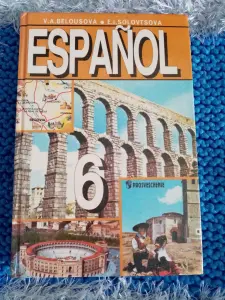 V.A.BELOUSOVA ★ E.I.SOLOVTSOVA
ESPAÑOL
6
PROSVESCHENIE